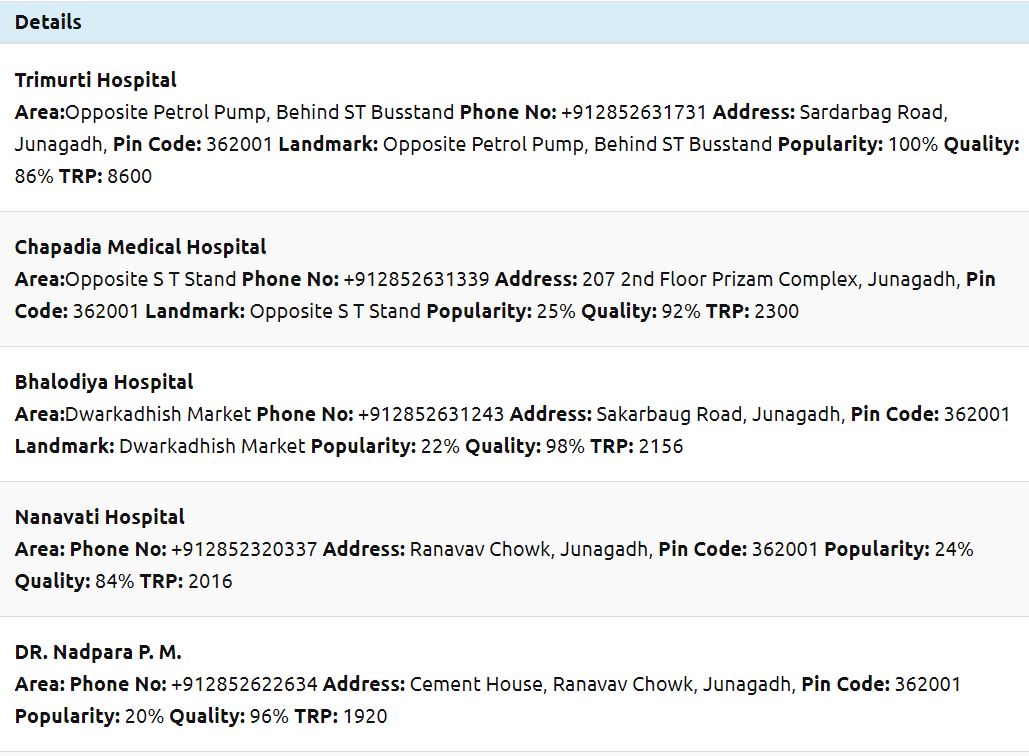 Details
Trimurti Hospital
Area:Opposite Petrol Pump, Behind ST Busstand Phone No: +912852631731 Address: Sardarbag Road,
Junagadh, Pin Code: 362001 Landmark: Opposite Petrol Pump, Behind ST Busstand Popularity: 100% Quality:
86% TRP: 8600
Chapadia Medical Hospital
Area:Opposite S T Stand Phone No: +912852631339 Address: 207 2nd Floor Prizam Complex, Junagadh, Pin
Code: 362001 Landmark: Opposite S T Stand Popularity: 25% Quality: 92% TRP: 2300
Bhalodiya Hospital
Area:Dwarkadhish Market Phone No: +912852631243 Address: Sakarbaug Road, Junagadh, Pin Code: 362001
Landmark: Dwarkadhish Market Popularity: 22% Quality: 98% TRP: 2156
Nanavati Hospital
Area: Phone No: +912852320337 Address: Ranavav Chowk, Junagadh, Pin Code: 362001 Popularity: 24%
Quality: 84% TRP: 2016
DR. Nadpara P. M.
Area: Phone No: +912852622634 Address: Cement House, Ranavav Chowk, Junagadh, Pin Code: 362001
Popularity: 20% Quality: 96% TRP: 1920